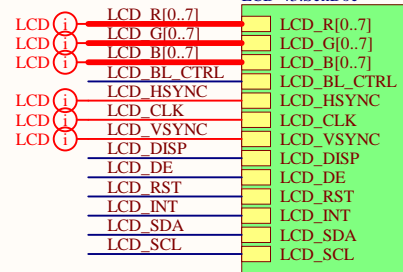 LCD i LCD_R[0..7] LCD_R[0..7]
LCD i LCD_G[0..7] LCD_G[0..7]
LCD i LCD_B[0..7] LCD_B[0..7]
LCD_BL_CTRL LCD_BL_CTRL
LCD i LCD_HSYNC LCD_HSYNC
LCD i LCD_CLK LCD_CLK
LCD i LCD_VSYNC LCD_VSYNC
LCD_DISP LCD_DISP
LCD_DE LCD_DE
LCD_RST LCD_RST
LCD_INT LCD_INT
LCD_SDA LCD_SDA
LCD_SCL LCD_SCL